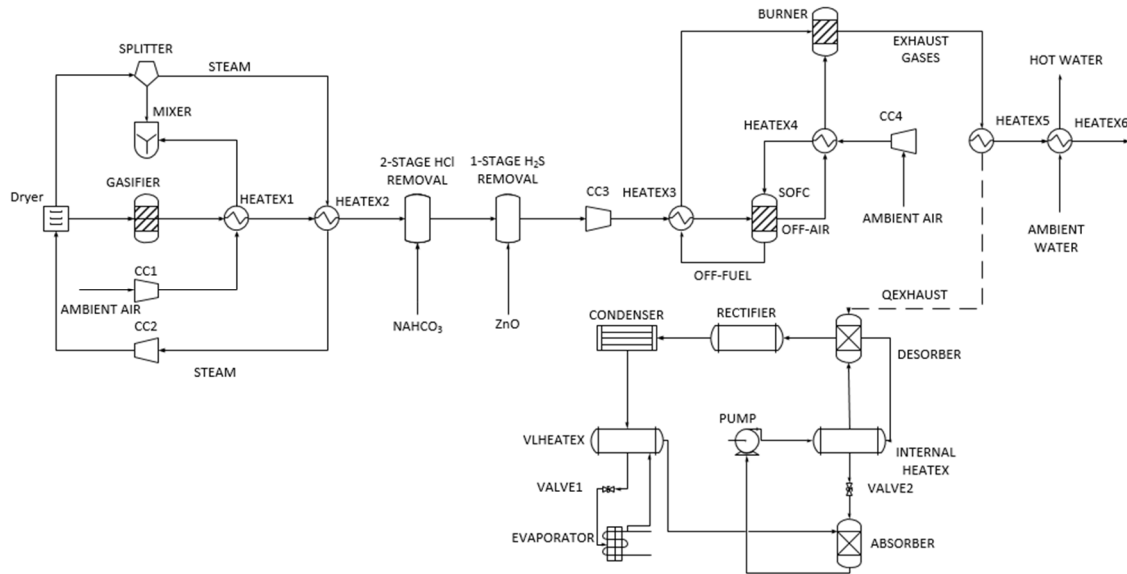 BURNER
SPLITTER
STEAM
EXHAUST
GASES
HOT WATER
MIXER
CC4
HEATEX4
HEATEX5
HEATEX6
2-STAGE HCl
REMOVAL
1-STAGE H₂S
REMOVAL
GASIFIER
Dryer
HEATEX1
HEATEX2
CC3
HEATEX3
SOFC
OFF-AIR
AMBIENT AIR
AMBIENT
WATER
CC1
AMBIENT AIR
OFF-FUEL
QEXHAUST
CC2
STEAM
NAHCO₃
ZnO
CONDENSER
RECTIFIER
DESORBER
PUMP
VLHEATEX
INTERNAL
HEATEX
VALVE1
VALVE2
EVAPORATOR
ABSORBER